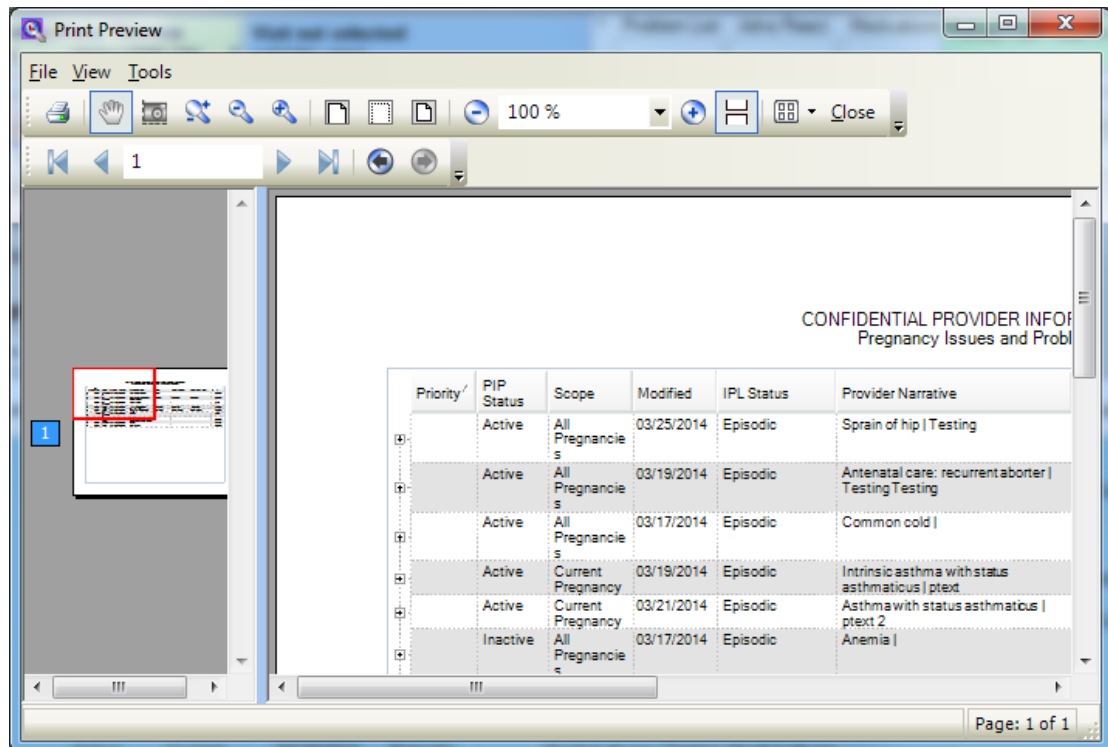 Print Preview
File View Tools
100 % Close
1
CONFIDENTIAL PROVIDER INFOR
Pregnancy Issues and Probl
Priority PIP Status Scope Modified IPL Status Provider Narrative
Active All Pregnancie s 03/25/2014 Episodic Sprain of hip | Testing
Active All Pregnancie s 03/19/2014 Episodic Antenatal care: recurrent aborter | Testing Testing
Active All Pregnancie s 03/17/2014 Episodic Common cold |
1
Active Current Pregnancy 03/19/2014 Episodic Intrinsic asthma with status asthmaticus | ptext
Active Current Pregnancy 03/21/2014 Episodic Asthma with status asthmaticus | ptext 2
Inactive All Pregnancie s 03/17/2014 Episodic Anemia |
Page: 1 of 1